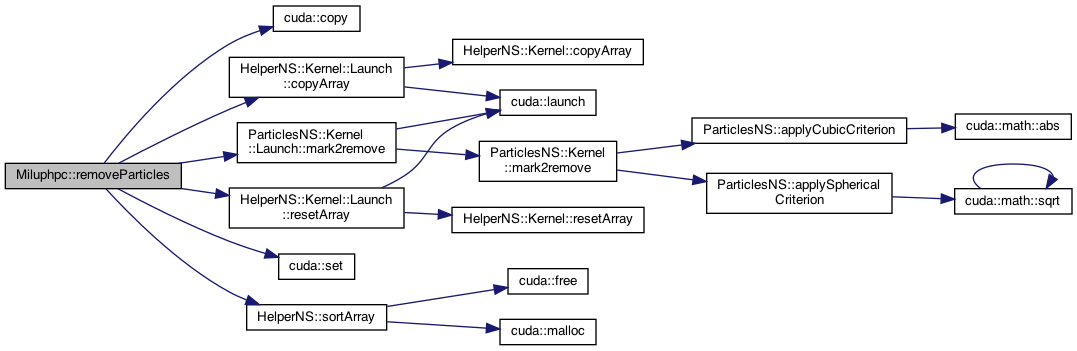 Miluphpc::removeParticles
cuda::copy
HelperNS::Kernel::Launch
::copyArray
HelperNS::Kernel::copyArray
cuda::launch
ParticlesNS::Kernel
::Launch::mark2remove
ParticlesNS::Kernel
::mark2remove
ParticlesNS::applyCubicCriterion
cuda::math::abs
ParticlesNS::applySpherical
Criterion
cuda::math::sqrt
HelperNS::Kernel::Launch
::resetArray
HelperNS::Kernel::resetArray
cuda::set
HelperNS::sortArray
cuda::free
cuda::malloc